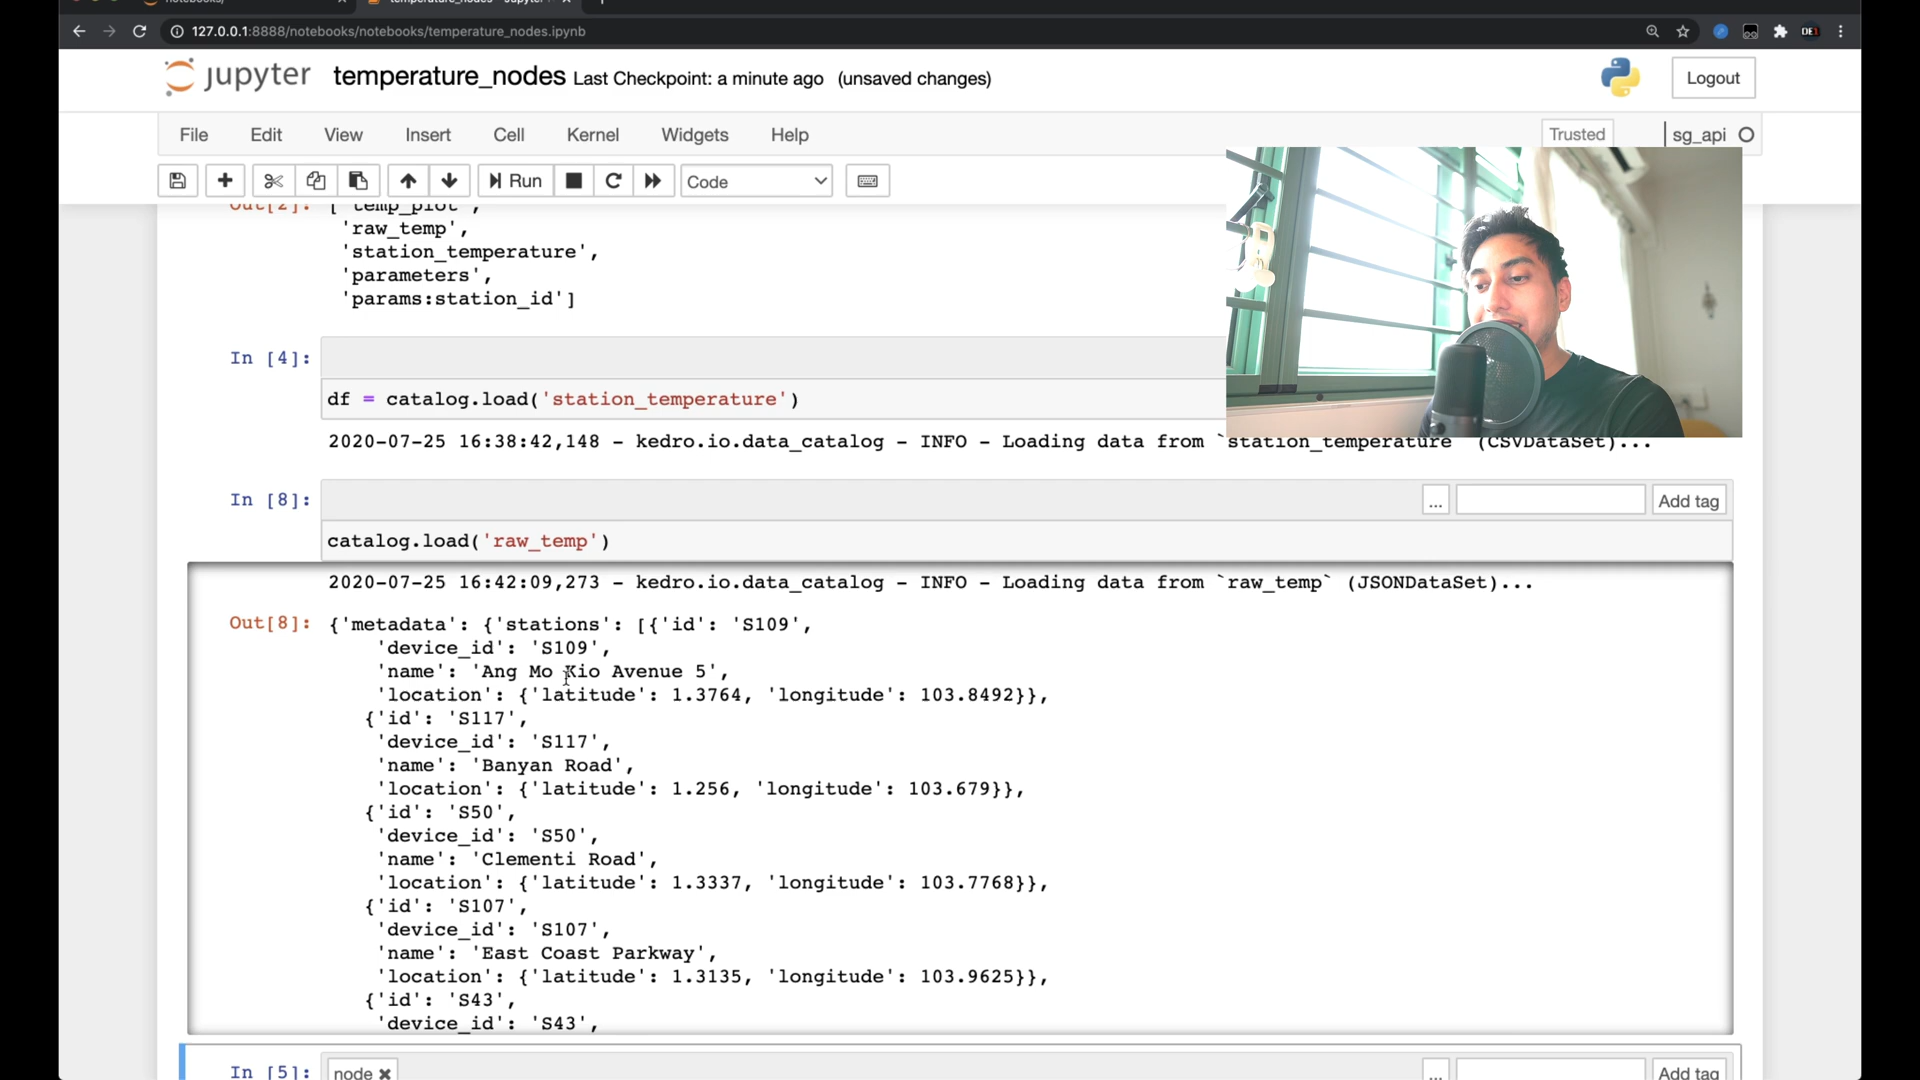 127.0.0.1:8888/notebooks/notebooks/temperature_nodes.ipynb
jupyter temperature_nodes Last Checkpoint: a minute ago (unsaved changes)
Logout
File Edit View Insert Cell Kernel Widgets Help
Trusted
sg_api
Run
Code
Out[2]: ['temp_plot',
'raw_temp',
'station_temperature',
'parameters',
'params:station_id']
In [4]:
df = catalog.load('station_temperature')
2020-07-25 16:38:42,148 - kedro.io.data_catalog - INFO - Loading data from `station_temperature` (CSVDataSet)...
In [8]:
... Add tag
catalog.load('raw_temp')
2020-07-25 16:42:09,273 - kedro.io.data_catalog - INFO - Loading data from `raw_temp` (JSONDataSet)...
Out[8]: {'metadata': {'stations': [{'id': 'S109',
'device_id': 'S109',
'name': 'Ang Mo Kio Avenue 5',
'location': {'latitude': 1.3764, 'longitude': 103.8492}},
{'id': 'S117',
'device_id': 'S117',
'name': 'Banyan Road',
'location': {'latitude': 1.256, 'longitude': 103.679}},
{'id': 'S50',
'device_id': 'S50',
'name': 'Clementi Road',
'location': {'latitude': 1.3337, 'longitude': 103.7768}},
{'id': 'S107',
'device_id': 'S107',
'name': 'East Coast Parkway',
'location': {'latitude': 1.3135, 'longitude': 103.9625}},
{'id': 'S43',
'device_id': 'S43',
In [5]:
node ✖
... Add tag